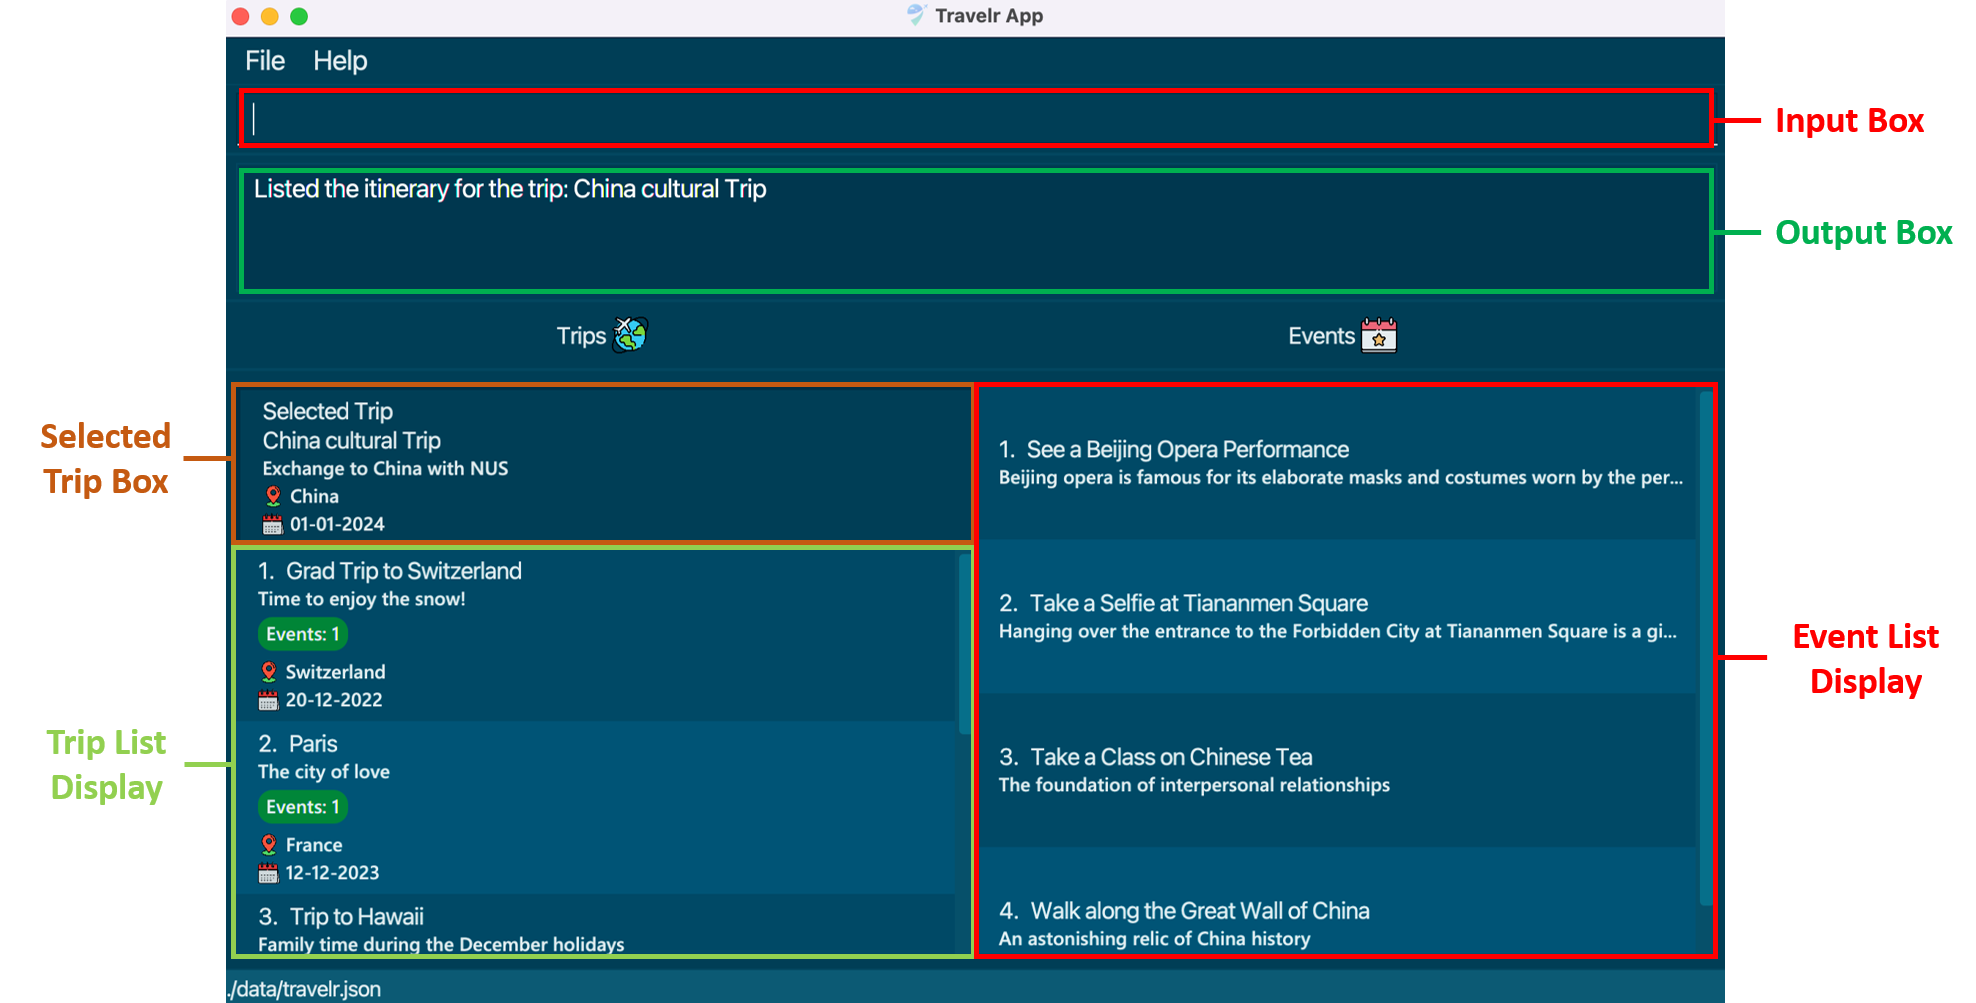 Travelr App
File Help
Input Box
Listed the itinerary for the trip: China cultural Trip
Output Box
Trips
Events
Selected
Trip Box
Selected Trip
China cultural Trip
Exchange to China with NUS
China
01-01-2024
1. Grad Trip to Switzerland
Time to enjoy the snow!
Events: 1
Switzerland
20-12-2022
Trip List
Display
2. Paris
The city of love
Events: 1
France
12-12-2023
3. Trip to Hawaii
Family time during the December holidays
1. See a Beijing Opera Performance
Beijing opera is famous for its elaborate masks and costumes worn by the per...
2. Take a Selfie at Tiananmen Square
Hanging over the entrance to the Forbidden City at Tiananmen Square is a gi...
3. Take a Class on Chinese Tea
The foundation of interpersonal relationships
4. Walk along the Great Wall of China
An astonishing relic of China history
Event List
Display
./data/travelr.json